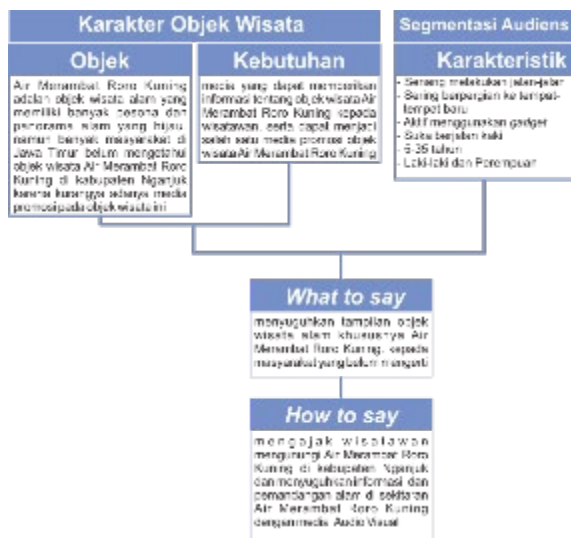 Karakter Objek Wisata
Objek
Air Merambat Roro Kuning
adalah objek wisata alam yang
memiliki banyak pesona dan
panorama alam yang hijau.
namun banyak masyarakat di
Jawa Timur belum mengetahui
objek wisata Air Merambat Roro
Kuning di kabupaten Nganjuk
karena kurangya adanya media
promosi pada objek wisata ini
Kebutuhan
media yang dapat memberikan
informasi tentang objek wisata Air
Merambat Roro Kuning kepada
wisatawan, serta dapat menjadi
salah satu media promosi objek
wisata Air Merambat Roro Kuning
Segmentasi Audiens
Karakteristik
- Senang melakukan jalan-jalan
- Sering berpergian ke tempat-
tempat baru
- Aktif menggunakan gadget
- Suka berjalan kaki
- 35 tahun
- Laki-laki dan Perempuan
What to say
menyuguhkan tampilan objek
wisata alam khususnya Air
Merambat Roro Kuning, kepada
masyarakat yang belum mengerti
How to say
mengajak wisatawan
mengunungi Air Merambat Roro
Kuning di kabupaten Nganjuk
dan menyuguhkan informasi dan
pemandangan alam di sekitaran
Air Merambat Roro Kuning
dengan media Audio Visual